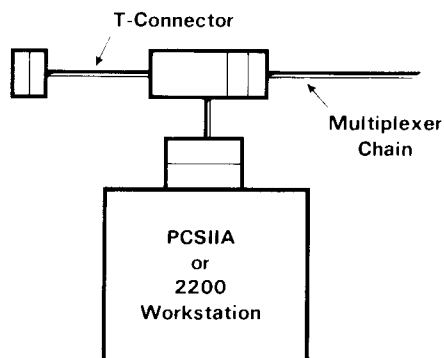 T-Connector
Multiplexer
Chain
PCSIIA
or
2200
Workstation